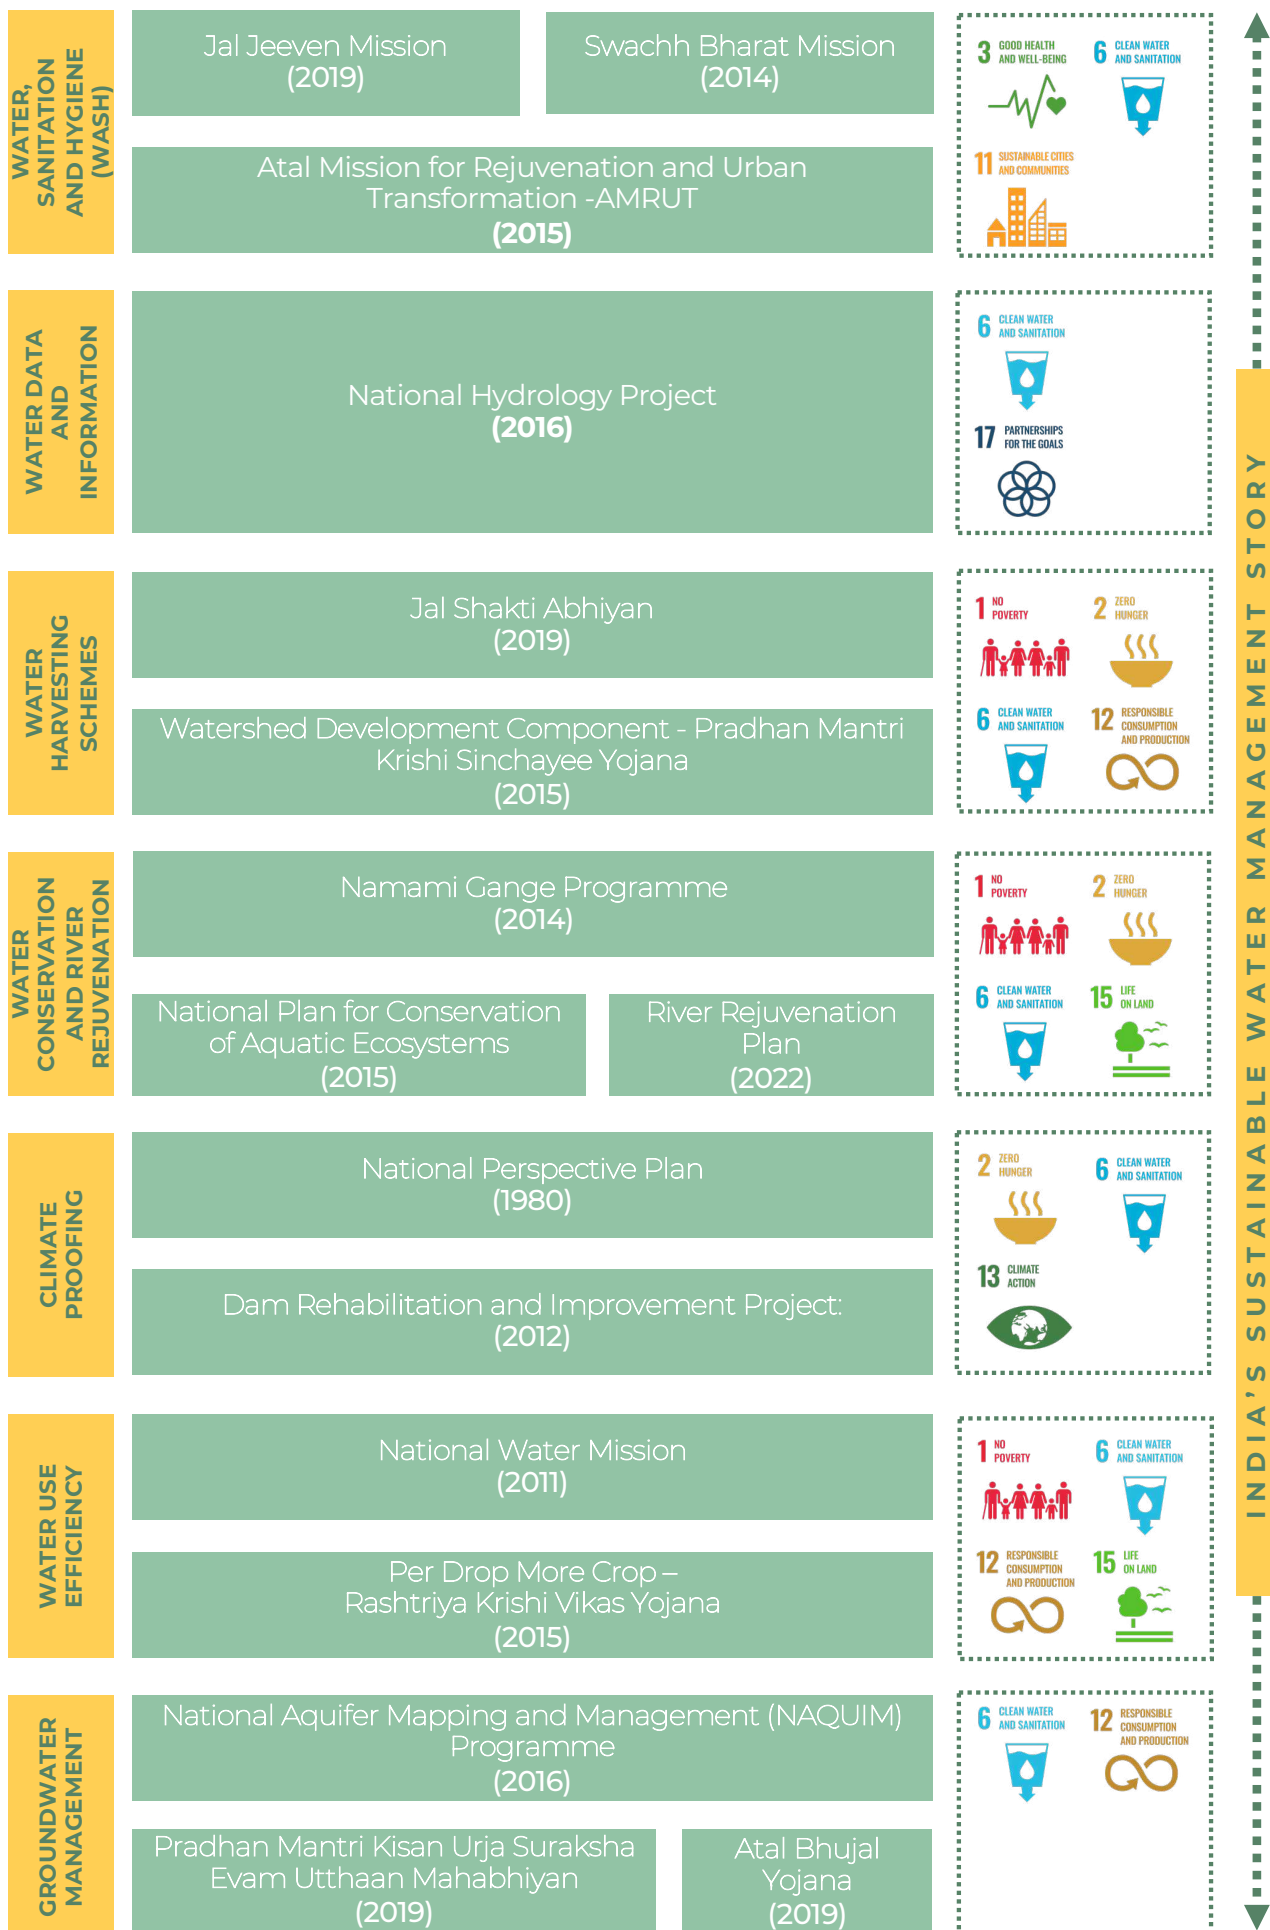 WATER,
SANITATION
AND HYGIENE
(WASH)
Jal Jeeven Mission
(2019)
Swachh Bharat Mission
(2014)
Atal Mission for Rejuvenation and Urban
Transformation -AMRUT
(2015)
3 GOOD HEALTH
AND WELL-BEING
6 CLEAN WATER
AND SANITATION
11 SUSTAINABLE CITIES
AND COMMUNITIES
WATER DATA
AND
INFORMATION
National Hydrology Project
(2016)
6 CLEAN WATER
AND SANITATION
17 PARTNERSHIPS
FOR THE GOALS
WATER
HARVESTING
SCHEMES
Jal Shakti Abhiyan
(2019)
Watershed Development Component - Pradhan Mantri
Krishi Sinchayee Yojana
(2015)
1 NO
POVERTY
2 ZERO
HUNGER
6 CLEAN WATER
AND SANITATION
12 RESPONSIBLE
CONSUMPTION
AND PRODUCTION
WATER
CONSERVATION
AND RIVER
REJUVENATION
Namami Gange Programme
(2014)
National Plan for Conservation
of Aquatic Ecosystems
(2015)
River Rejuvenation
Plan
(2022)
1 NO
POVERTY
2 ZERO
HUNGER
6 CLEAN WATER
AND SANITATION
15 LIFE
ON LAND
CLIMATE
PROOFING
National Perspective Plan
(1980)
Dam Rehabilitation and Improvement Project:
(2012)
2 ZERO
HUNGER
6 CLEAN WATER
AND SANITATION
13 CLIMATE
ACTION
WATER USE
EFFICIENCY
National Water Mission
(2011)
Per Drop More Crop –
Rashtriya Krishi Vikas Yojana
(2015)
1 NO
POVERTY
6 CLEAN WATER
AND SANITATION
12 RESPONSIBLE
CONSUMPTION
AND PRODUCTION
15 LIFE
ON LAND
GROUNDWATER
MANAGEMENT
National Aquifer Mapping and Management (NAQUIM)
Programme
(2016)
Pradhan Mantri Kisan Urja Suraksha
Evam Utthaan Mahabhiyan
(2019)
Atal Bhujal
Yojana
(2019)
6 CLEAN WATER
AND SANITATION
12 RESPONSIBLE
CONSUMPTION
AND PRODUCTION
INDIA'S SUSTAINABLE WATER MANAGEMENT STORY